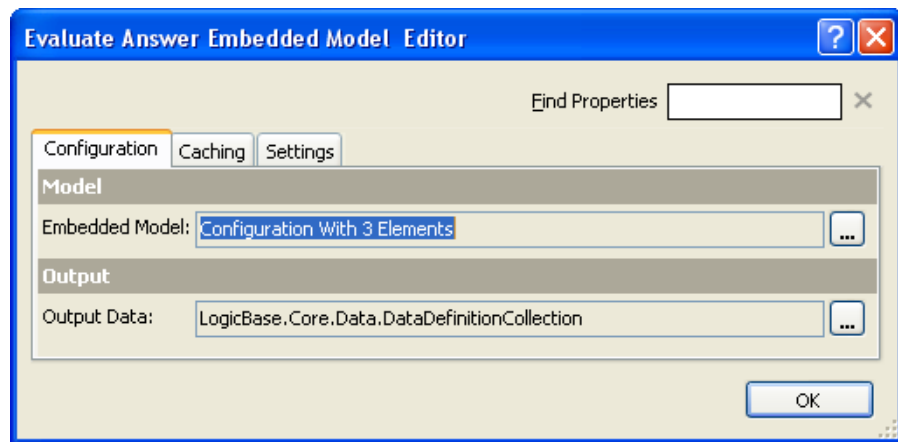 Evaluate Answer Embedded Model Editor
Find Properties
Configuration Caching Settings
Model
Embedded Model: Configuration With 3 Elements ...
Output
Output Data: LogicBase.Core.Data.DataDefinitionCollection ...
OK